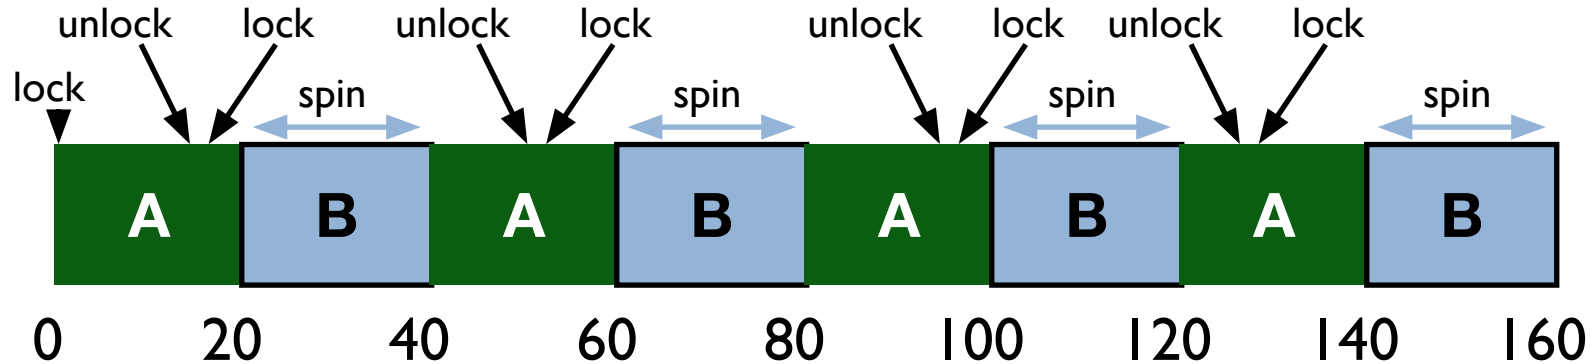 unlock lock unlock lock unlock lock unlock lock
lock spin spin spin spin
A B A B A B A B
0 20 40 60 80 100 120 140 160